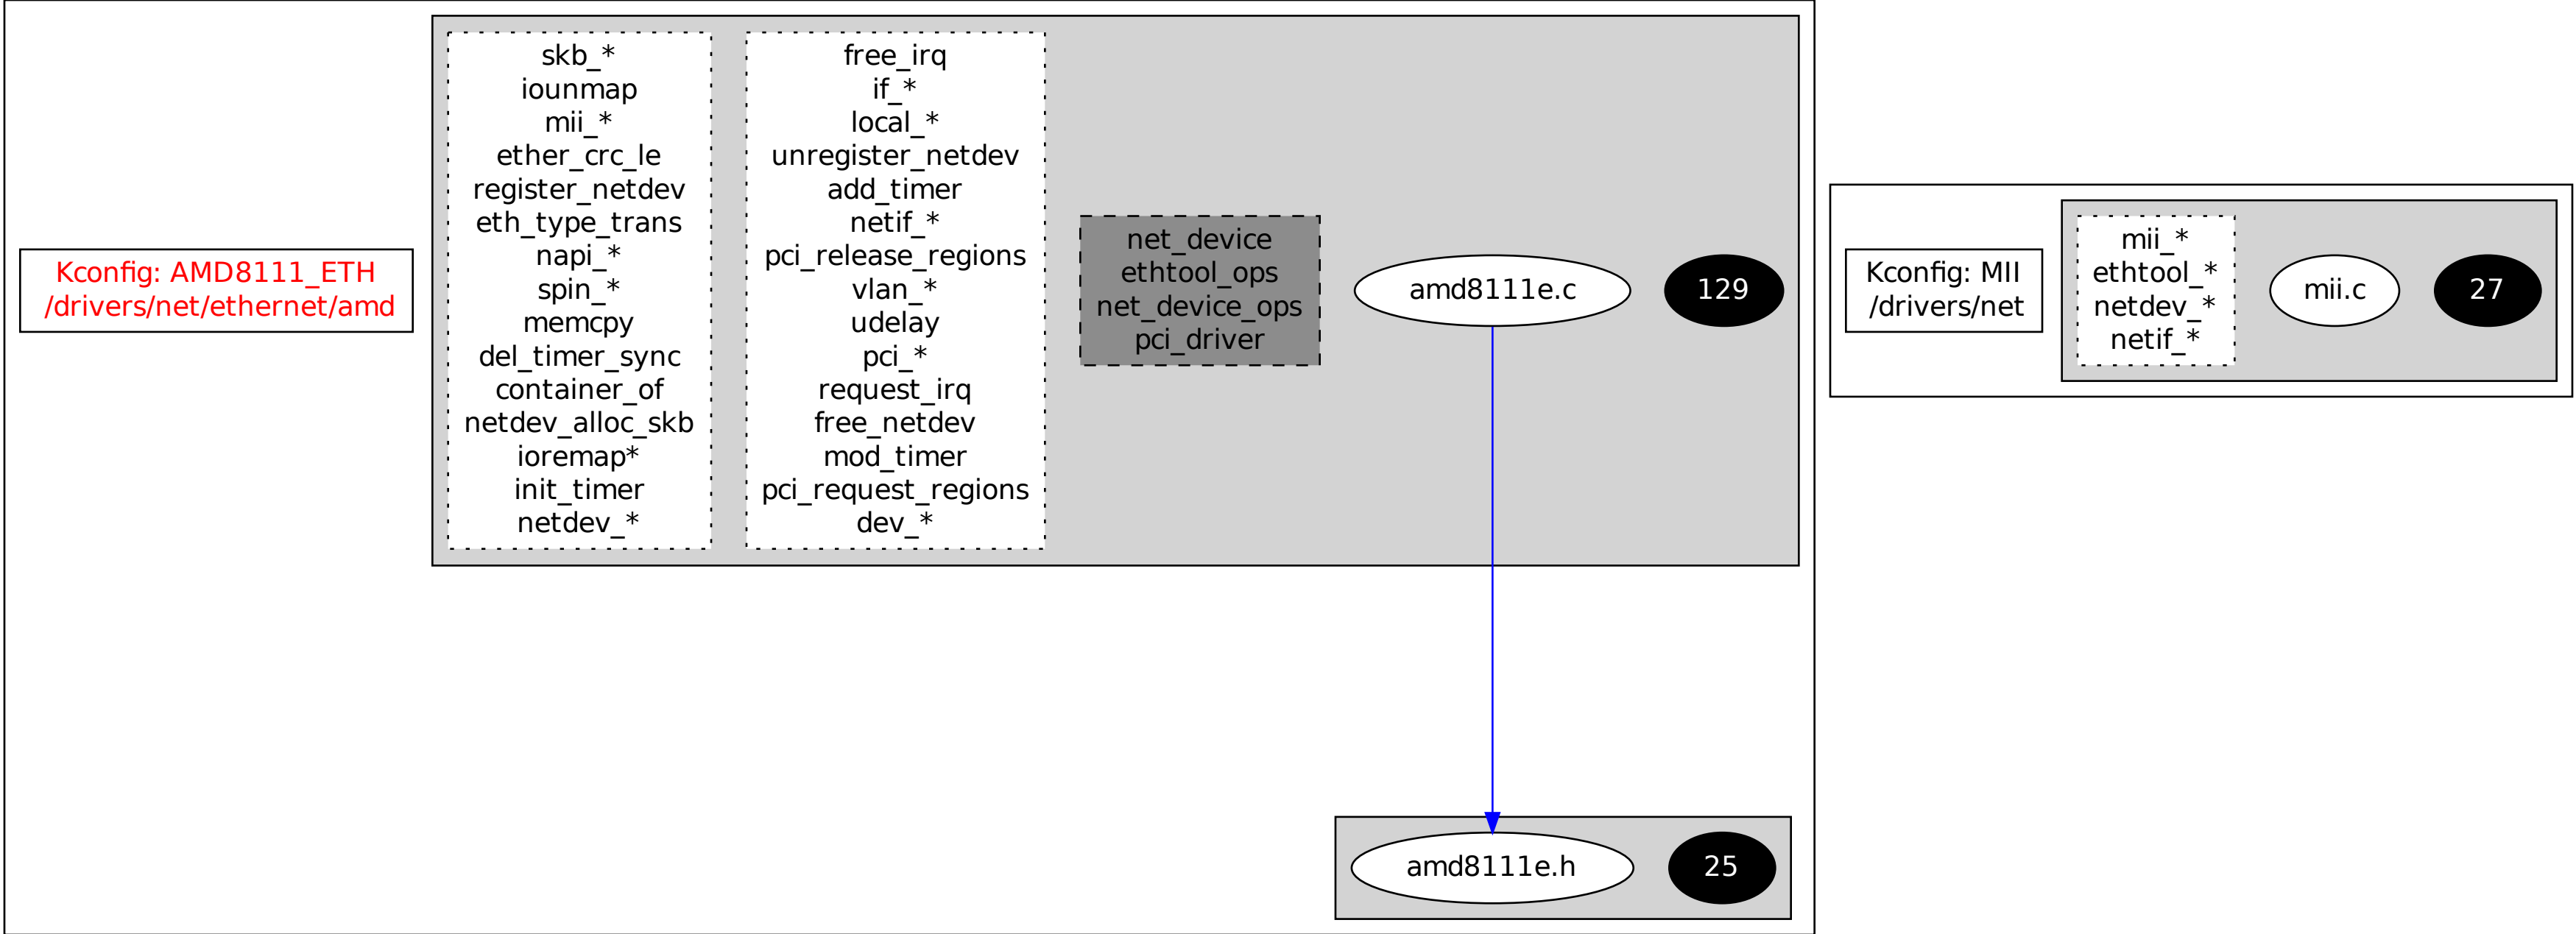 Kconfig: AMD8111_ETH
/drivers/net/ethernet/amd
skb_*
iounmap
mii_*
ether_crc_le
register_netdev
eth_type_trans
napi_*
spin_*
memcpy
del_timer_sync
container_of
netdev_alloc_skb
ioremap*
init_timer
netdev_*
free_irq
if_*
local_*
unregister_netdev
add_timer
netif_*
pci_release_regions
vlan_*
udelay
pci_*
request_irq
free_netdev
mod_timer
pci_request_regions
dev_*
net_device
ethtool_ops
net_device_ops
pci_driver
amd8111e.c
129
amd8111e.h
25
Kconfig: MII
/drivers/net
mii_*
ethtool_*
netdev_*
netif_*
mii.c
27